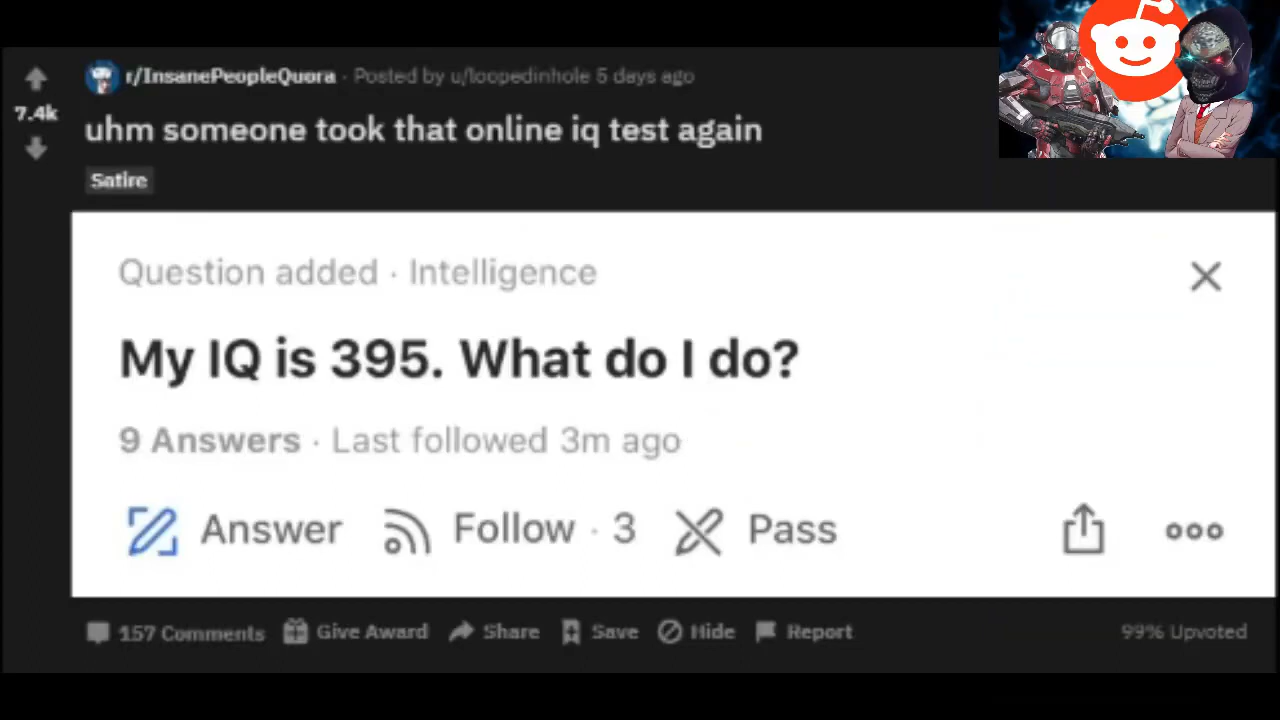 r/InsanePeopleQuora · Posted by u/loopedinhole 5 days ago
7.4k
uhm someone took that online iq test again
Satire
Question added · Intelligence
My IQ is 395. What do I do?
9 Answers · Last followed 3m ago
Answer Follow · 3 Pass
157 Comments Give Award Share Save Hide Report 99% Upvoted